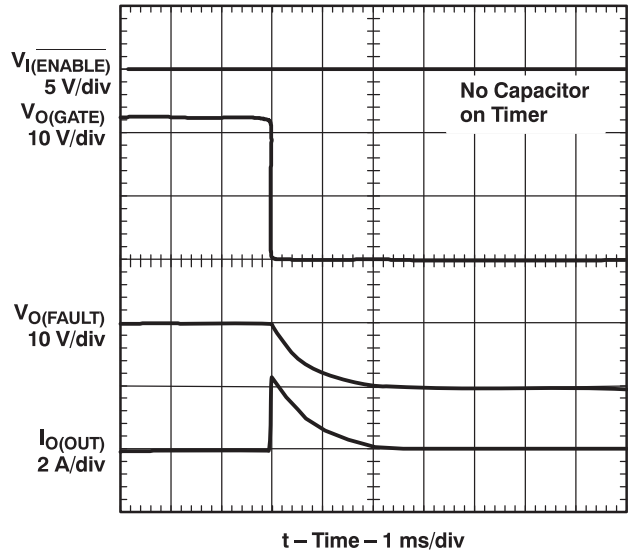 VI(ENABLE)
5 V/div
VO(GATE)
10 V/div
No Capacitor
on Timer
VO(FAULT)
10 V/div
IO(OUT)
2 A/div
t – Time – 1 ms/div